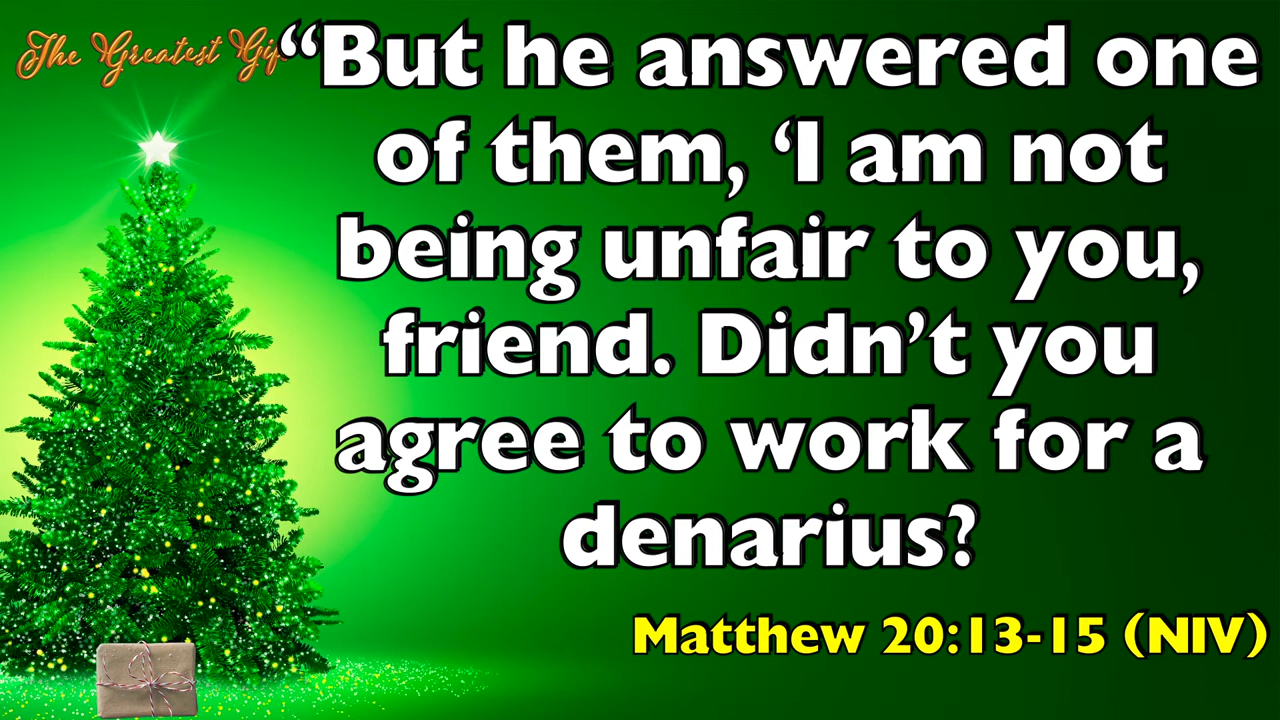 The Greatest
“But he answered one
of them, ‘I am not
being unfair to you,
friend. Didn’t you
agree to work for a
denarius?
Matthew 20:13-15 (NIV)